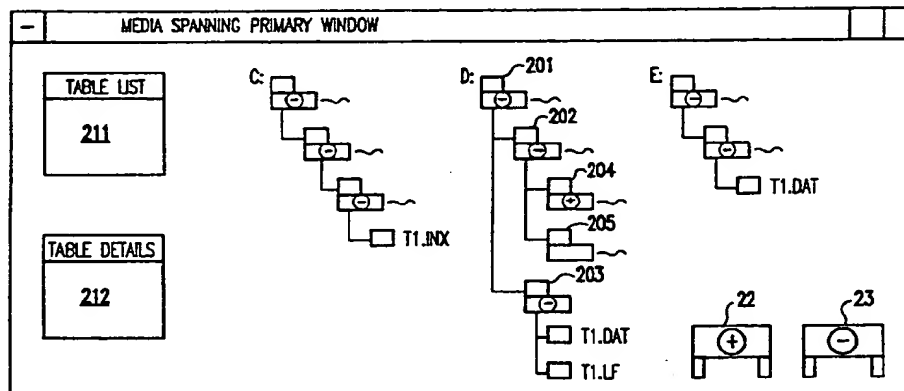 MEDIA SPANNING PRIMARY WINDOW
TABLE LIST
211
TABLE DETAILS
212
C:
T1.INX
D:
201
202
204
205
203
T1.DAT
T1.LF
E:
T1.DAT
22
23